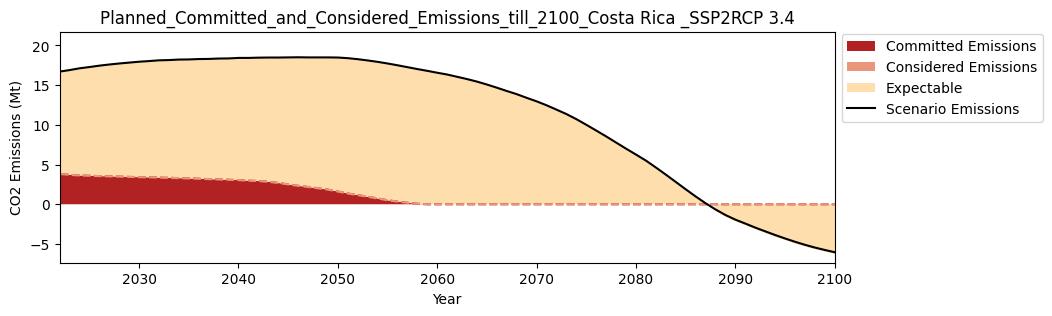 Planned_Committed_and_Considered_Emissions_till_2100_Costa Rica _SSP2RCP 3.4
20
15
10
5
0
−5
CO2 Emissions (Mt)
2030 2040 2050 2060 2070 2080 2090 2100
Year
Committed Emissions
Considered Emissions
Expectable
Scenario Emissions